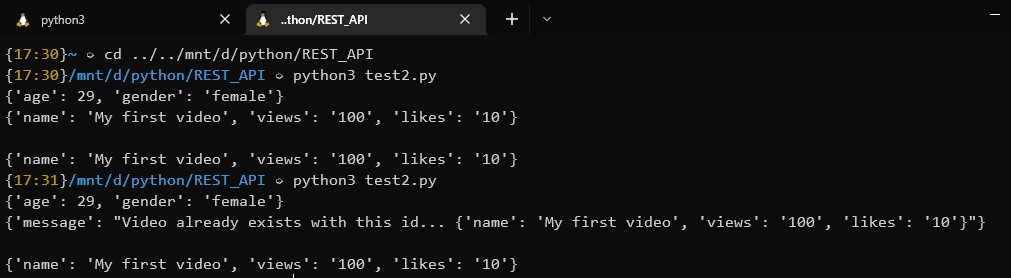 python3
..thon/REST_API
{17:30}~ ➭ cd ../../mnt/d/python/REST_API
{17:30}/mnt/d/python/REST_API ➭ python3 test2.py
{'age': 29, 'gender': 'female'}
{'name': 'My first video', 'views': '100', 'likes': '10'}
{'name': 'My first video', 'views': '100', 'likes': '10'}
{17:31}/mnt/d/python/REST_API ➭ python3 test2.py
{'age': 29, 'gender': 'female'}
{'message': "Video already exists with this id... {'name': 'My first video', 'views': '100', 'likes': '10'}"}
{'name': 'My first video', 'views': '100', 'likes': '10'}